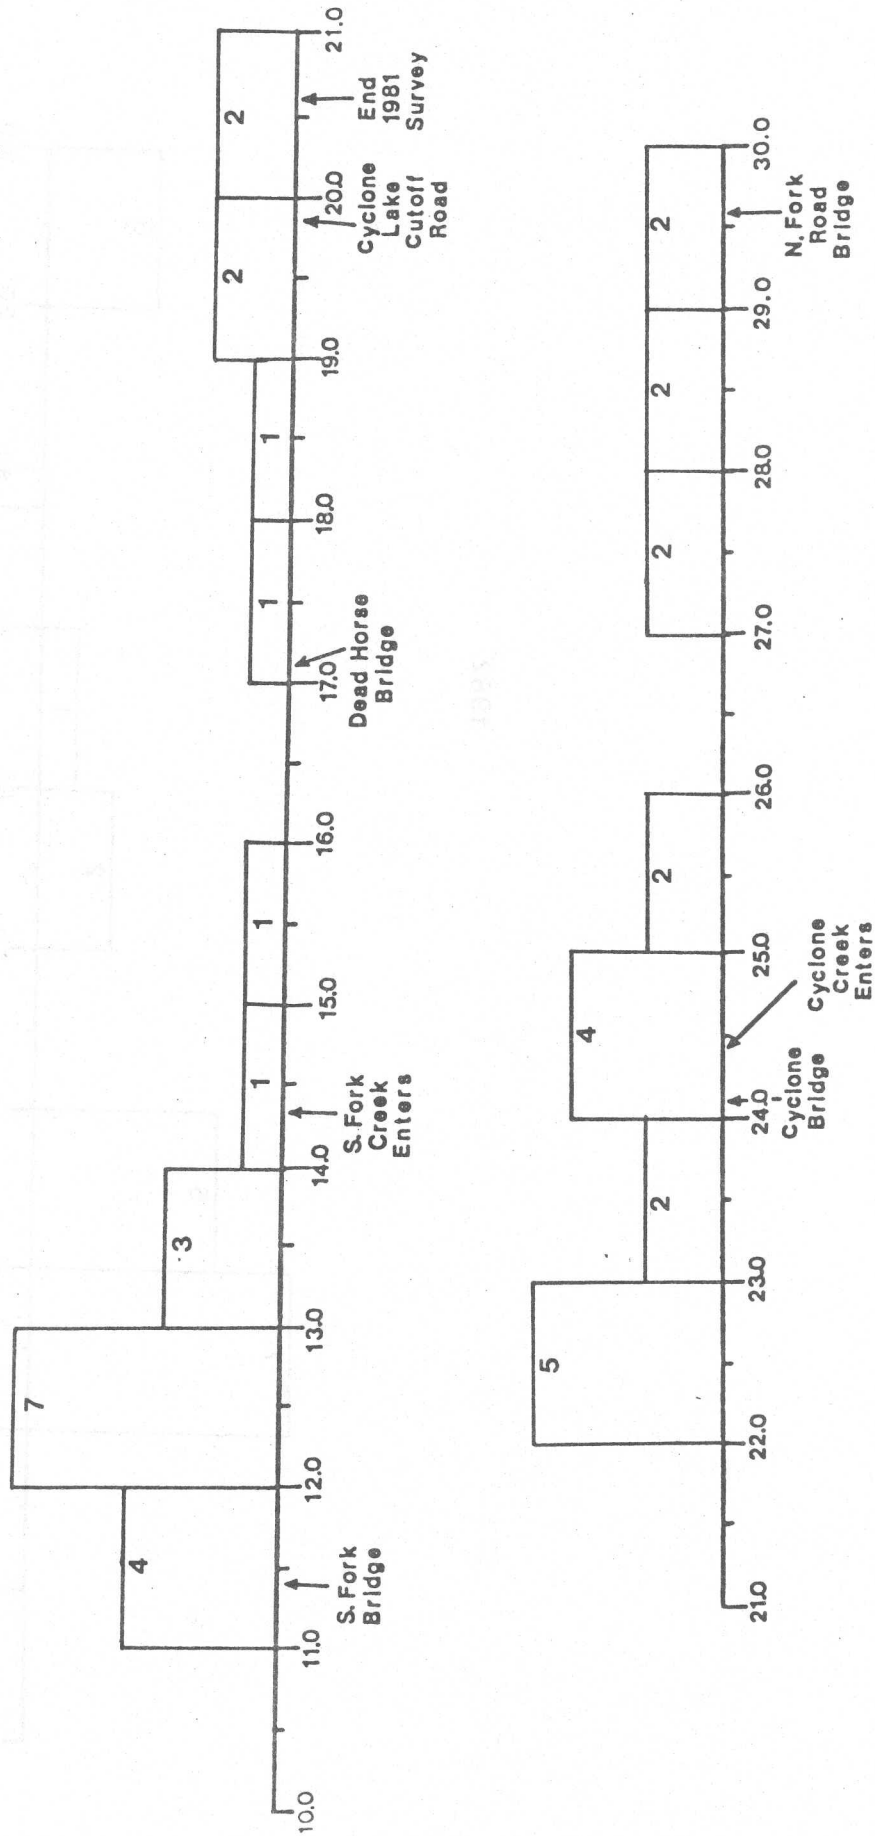 4
7
3
1
1
1
1
2
2
10.0
11.0
12.0
13.0
14.0
15.0
16.0
17.0
18.0
19.0
20.0
21.0
S. Fork
Bridge
S. Fork
Creek
Enters
Dead Horse
Bridge
Cyclone
Lake
Cutoff
Road
End
1981
Survey
5
2
4
2
2
2
2
21.0
22.0
23.0
24.0
25.0
26.0
27.0
28.0
29.0
30.0
Cyclone
Bridge
Cyclone
Creek
Enters
N. Fork
Road
Bridge